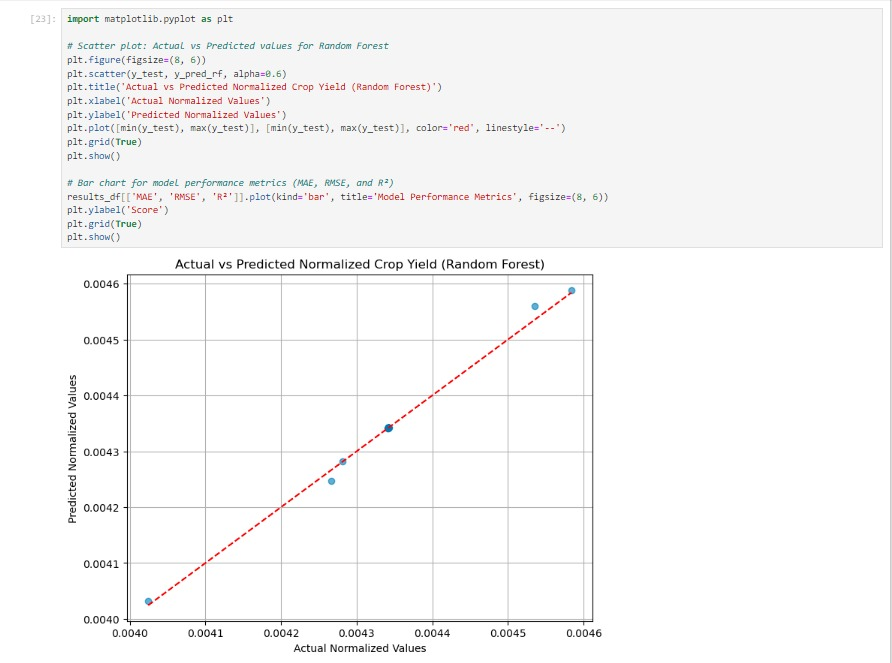 [23]: import matplotlib.pyplot as plt
# Scatter plot: Actual vs Predicted values for Random Forest
plt.figure(figsize=(8, 6))
plt.scatter(y_test, y_pred_rf, alpha=0.6)
plt.title('Actual vs Predicted Normalized Crop Yield (Random Forest)')
plt.xlabel('Actual Normalized Values')
plt.ylabel('Predicted Normalized Values')
plt.plot([min(y_test), max(y_test)], [min(y_test), max(y_test)], color='red', linestyle='--')
plt.grid(True)
plt.show()
# Bar chart for model performance metrics (MAE, RMSE, and R²)
results_df[['MAE', 'RMSE', 'R²']].plot(kind='bar', title='Model Performance Metrics', figsize=(8, 6))
plt.ylabel('Score')
plt.grid(True)
plt.show()
Actual vs Predicted Normalized Crop Yield (Random Forest)
Predicted Normalized Values
0.0046
0.0045
0.0044
0.0043
0.0042
0.0041
0.0040
0.0040 0.0041 0.0042 0.0043 0.0044 0.0045 0.0046
Actual Normalized Values